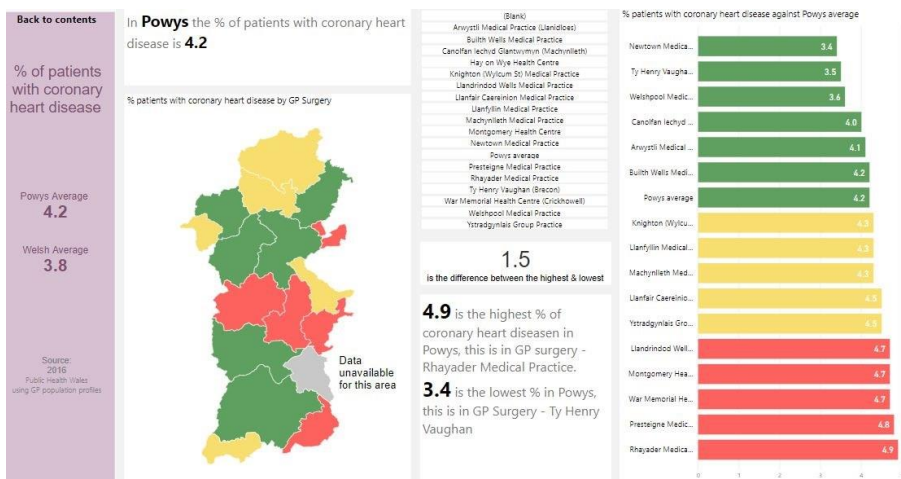 Back to contents
% of patients
with coronary
heart disease
Powys Average
4.2
Welsh Average
3.8
Source:
2016
Public Health Wales
using GP population profiles
In Powys the % of patients with coronary heart
disease is 4.2
% patients with coronary heart disease by GP Surgery
Data
unavailable
for this area
(Blank)
Arwystli Medical Practice (Llanidloes)
Builth Wells Medical Practice
Canolfan Iechyd Glantwymyn (Machynlleth)
Hay on Wye Health Centre
Knighton (Wylcum St) Medical Practice
Llandrindod Wells Medical Practice
Llanfair Caereinion Medical Practice
Llanfyllin Medical Practice
Machynlleth Medical Practice
Montgomery Health Centre
Newtown Medical Practice
Powys average
Presteigne Medical Practice
Rhayader Medical Practice
Ty Henry Vaughan (Brecon)
War Memorial Health Centre (Crickhowell)
Welshpool Medical Practice
Ystradgynlais Group Practice
1.5
is the difference between the highest & lowest
4.9 is the highest % of
coronary heart diseasen in
Powys, this is in GP surgery -
Rhayader Medical Practice.
3.4 is the lowest % in Powys,
this is in GP Surgery - Ty Henry
Vaughan
% patients with coronary heart disease against Powys average
Newtown Medica... 3.4
Ty Henry Vaugha... 3.5
Welshpool Medic... 3.6
Canolfan Iechyd ... 4.0
Arwystli Medical ... 4.1
Builth Wells Medi... 4.2
Powys average 4.2
Knighton (Wylcu... 4.3
Llanfyllin Medical... 4.3
Machynlleth Med... 4.3
Llanfair Caereinio... 4.5
Ystradgynlais Gro... 4.5
Llandrindod Well... 4.7
Montgomery Hea... 4.7
War Memorial He... 4.7
Presteigne Medic... 4.8
Rhayader Medica... 4.9
0 1 2 3 4